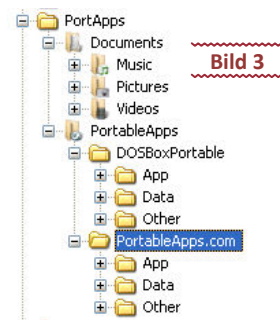 PortApps
Documents
Bild 3
Music
Pictures
Videos
PortableApps
DOSBoxPortable
App
Data
Other
PortableApps.com
App
Data
Other